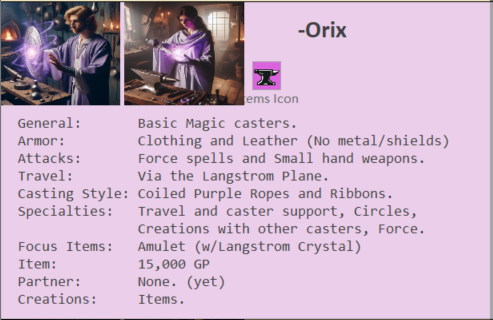 -Orix
tems Icon
General: Basic Magic casters.
Armor: Clothing and Leather (No metal/shields)
Attacks: Force spells and Small hand weapons.
Travel: Via the Langstrom Plane.
Casting Style: Coiled Purple Ropes and Ribbons.
Specialties: Travel and caster support, Circles,
Creations with other casters, Force.
Focus Items: Amulet (w/Langstrom Crystal)
Item: 15,000 GP
Partner: None. (yet)
Creations: Items.